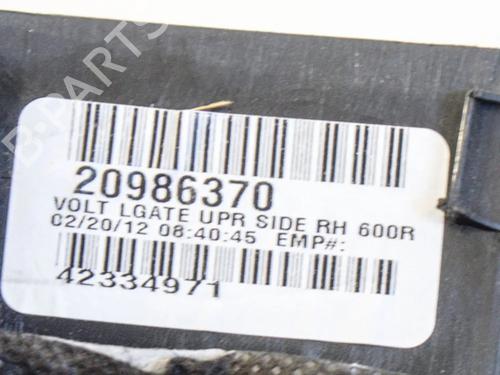 B-PARTS
20986370
VOLT LGATE UPR SIDE RH 600R
02/20/12 08:40:45 EMP#:
42334971